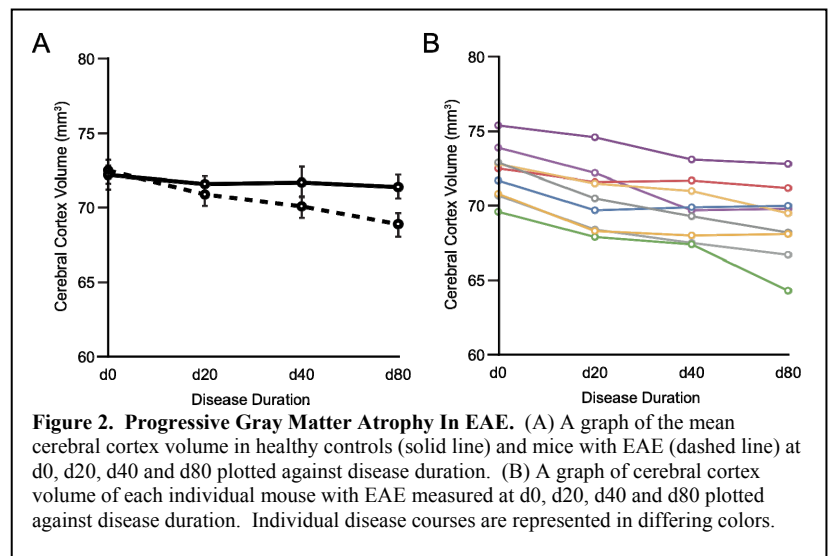 A
B
80
75
70
65
60
Cerebral Cortex Volume (mm³)
d0
d20
d40
d80
Disease Duration
80
75
70
65
60
Cerebral Cortex Volume (mm³)
d0
d20
d40
d80
Disease Duration
Figure 2.  Progressive Gray Matter Atrophy In EAE.  (A) A graph of the mean
cerebral cortex volume in healthy controls (solid line) and mice with EAE (dashed line) at
d0, d20, d40 and d80 plotted against disease duration.  (B) A graph of cerebral cortex
volume of each individual mouse with EAE measured at d0, d20, d40 and d80 plotted
against disease duration.  Individual disease courses are represented in differing colors.